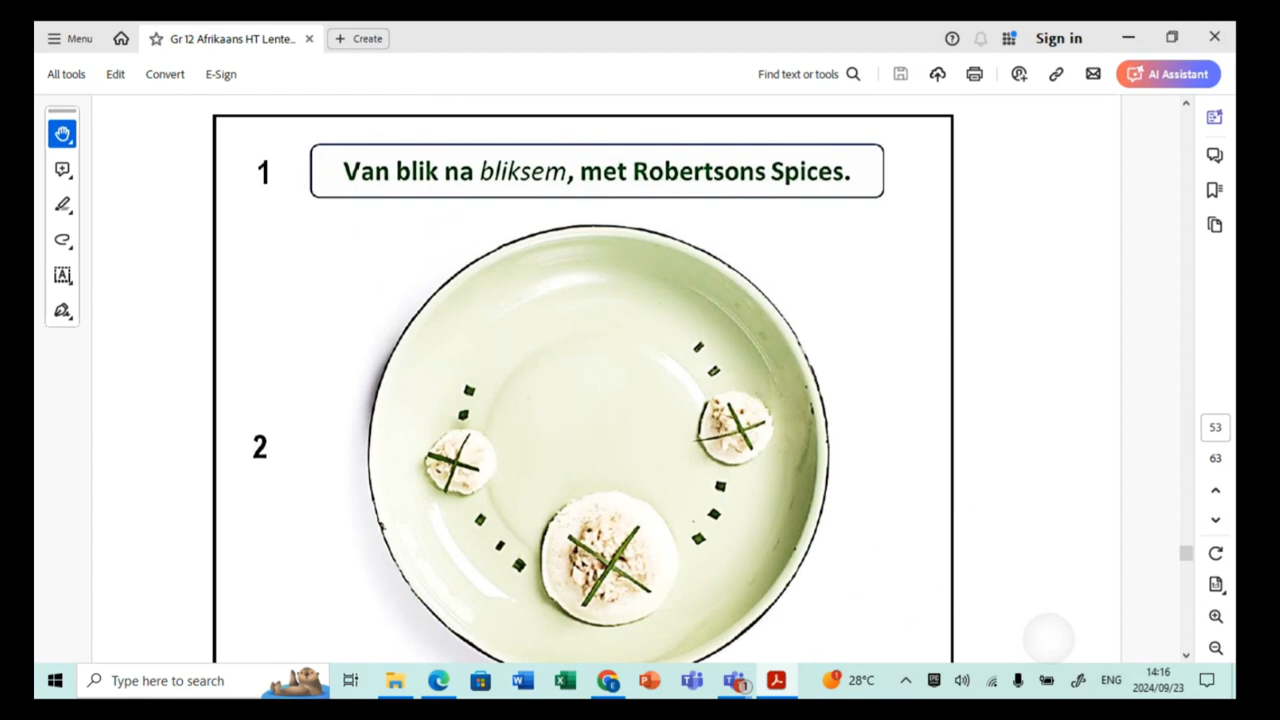 Menu
Gr 12 Afrikaans HT Lente...
Create
Sign in
All tools
Edit
Convert
E-Sign
Find text or tools
AI Assistant
1
Van blik na bliksem, met Robertsons Spices.
2
53
63
Type here to search
1
28°C
ENG
14:16
2024/09/23